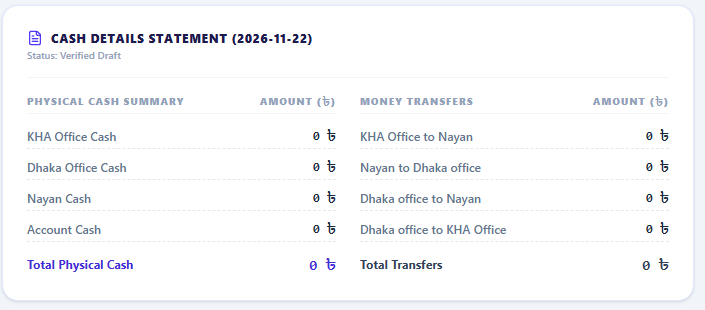 CASH DETAILS STATEMENT (2026-11-22)
Status: Verified Draft
PHYSICAL CASH SUMMARY AMOUNT (৳) MONEY TRANSFERS AMOUNT (৳)
KHA Office Cash 0 ৳ KHA Office to Nayan 0 ৳
Dhaka Office Cash 0 ৳ Nayan to Dhaka office 0 ৳
Nayan Cash 0 ৳ Dhaka office to Nayan 0 ৳
Account Cash 0 ৳ Dhaka office to KHA Office 0 ৳
Total Physical Cash 0 ৳ Total Transfers 0 ৳